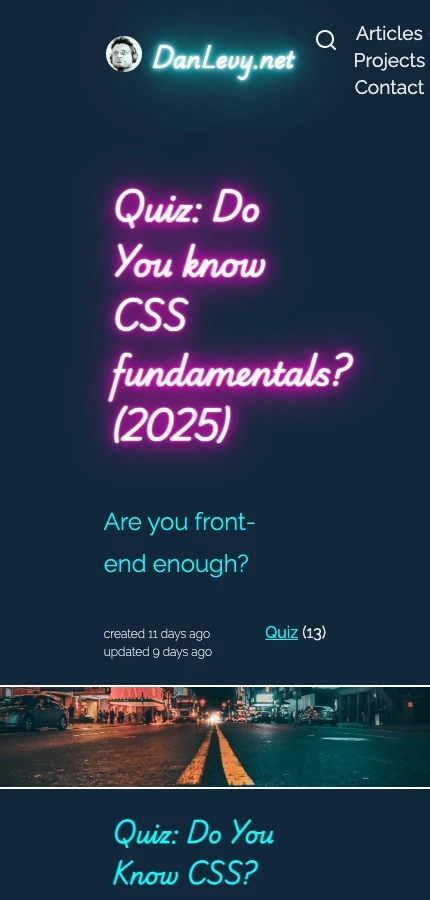 DanLevy.net
Articles
Projects
Contact
Quiz: Do
You know
CSS
fundamentals?
(2025)
Are you front-
end enough?
created 11 days ago
updated 9 days ago
Quiz (13)
Quiz: Do You
Know CSS?